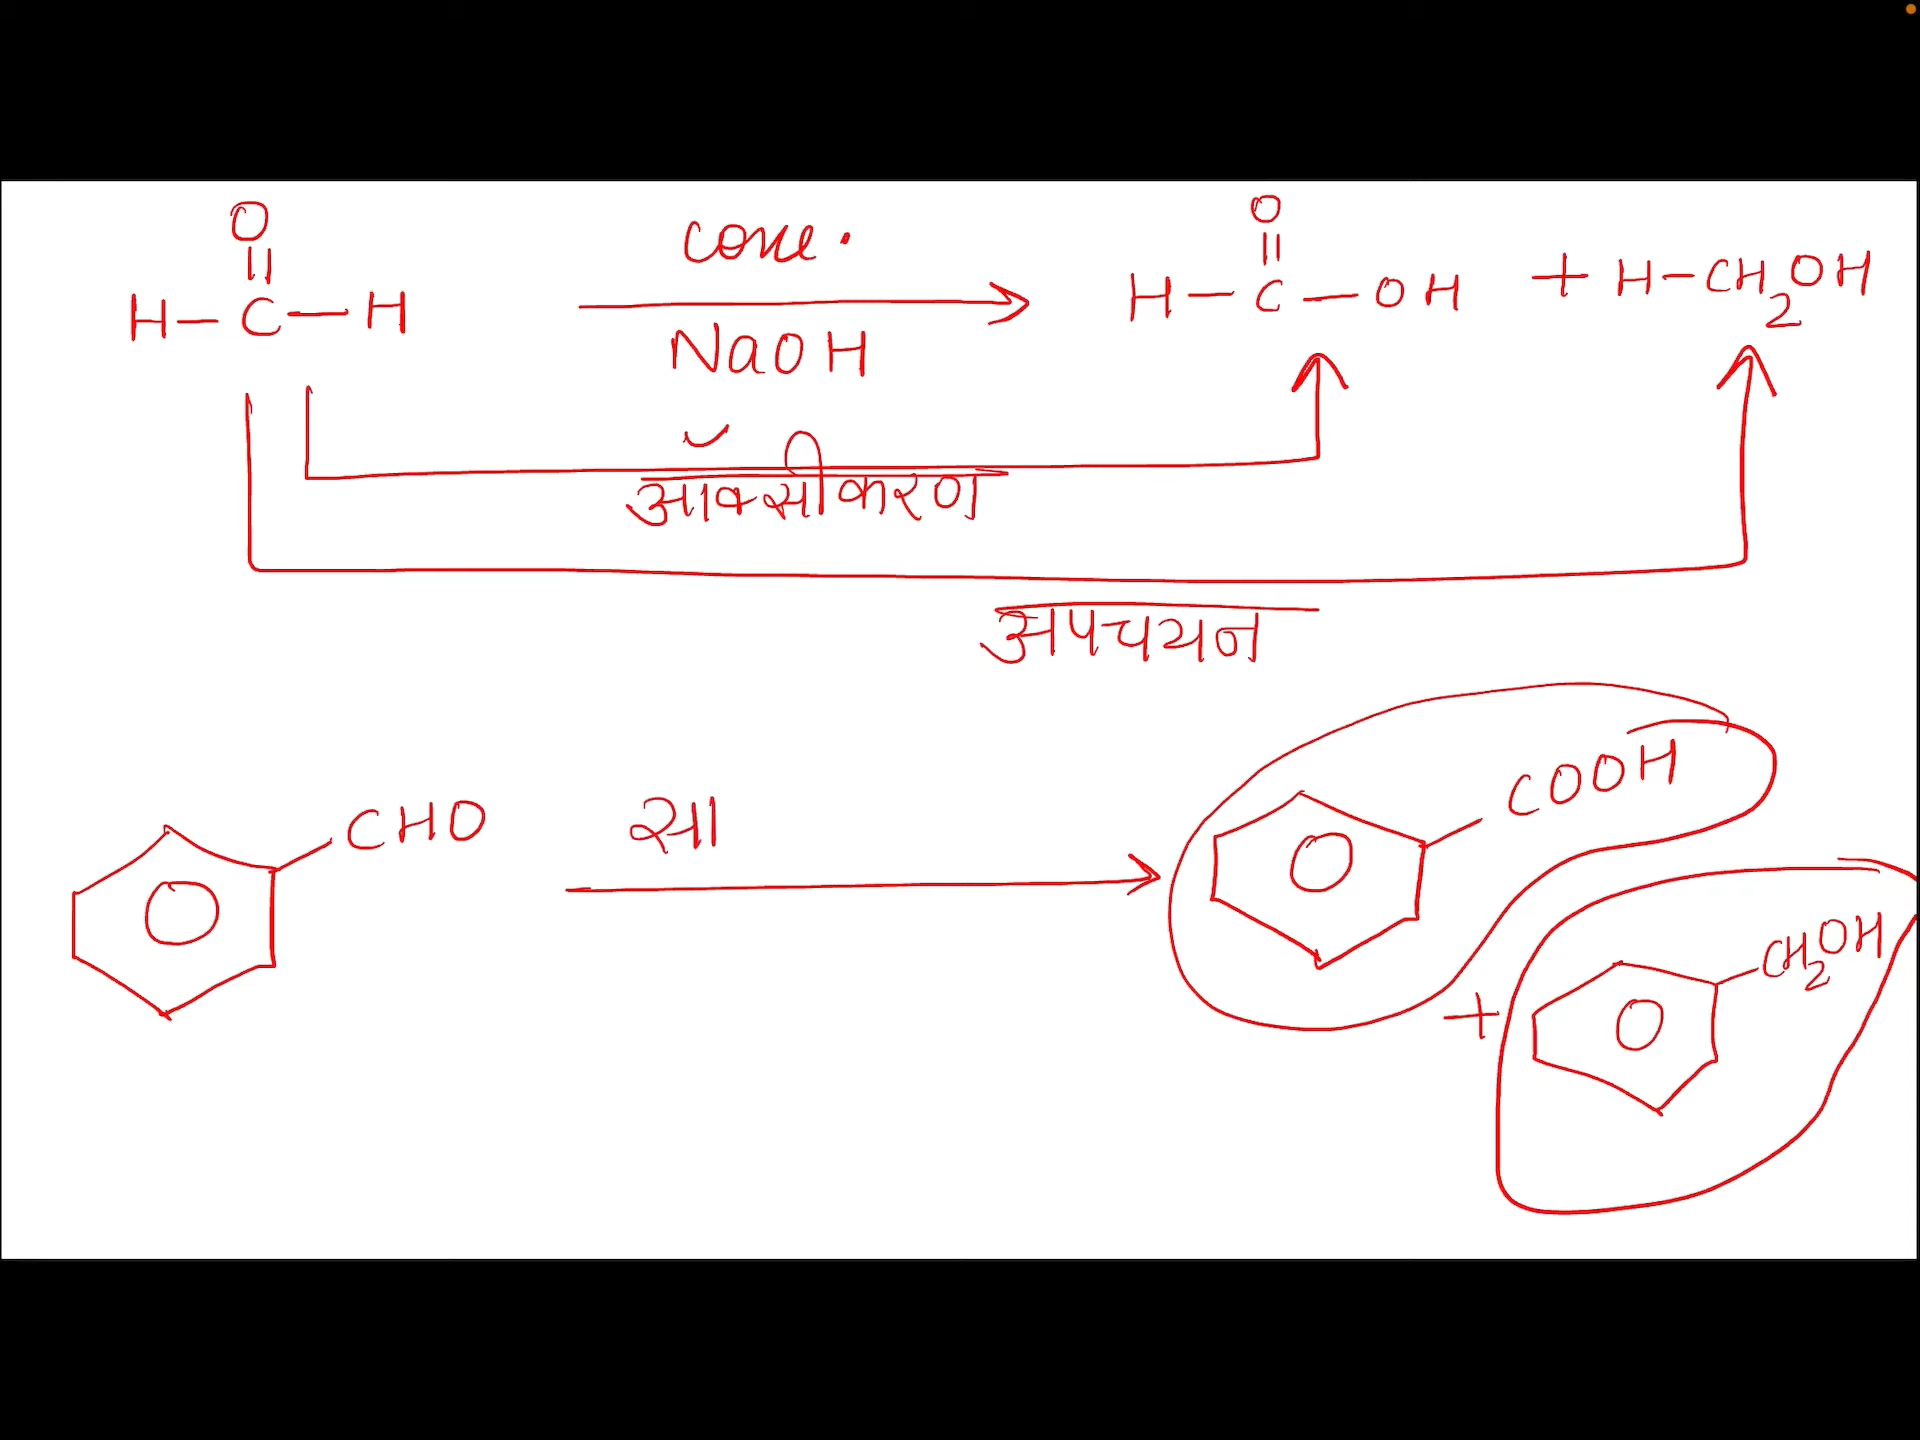 O O
|| conc. ||
H-C-H NaOH H-C-OH + H-CH₂OH
ऑक्सीकरण
अपचयन
CHO सा COOH
O O
+ CH₂OH
O